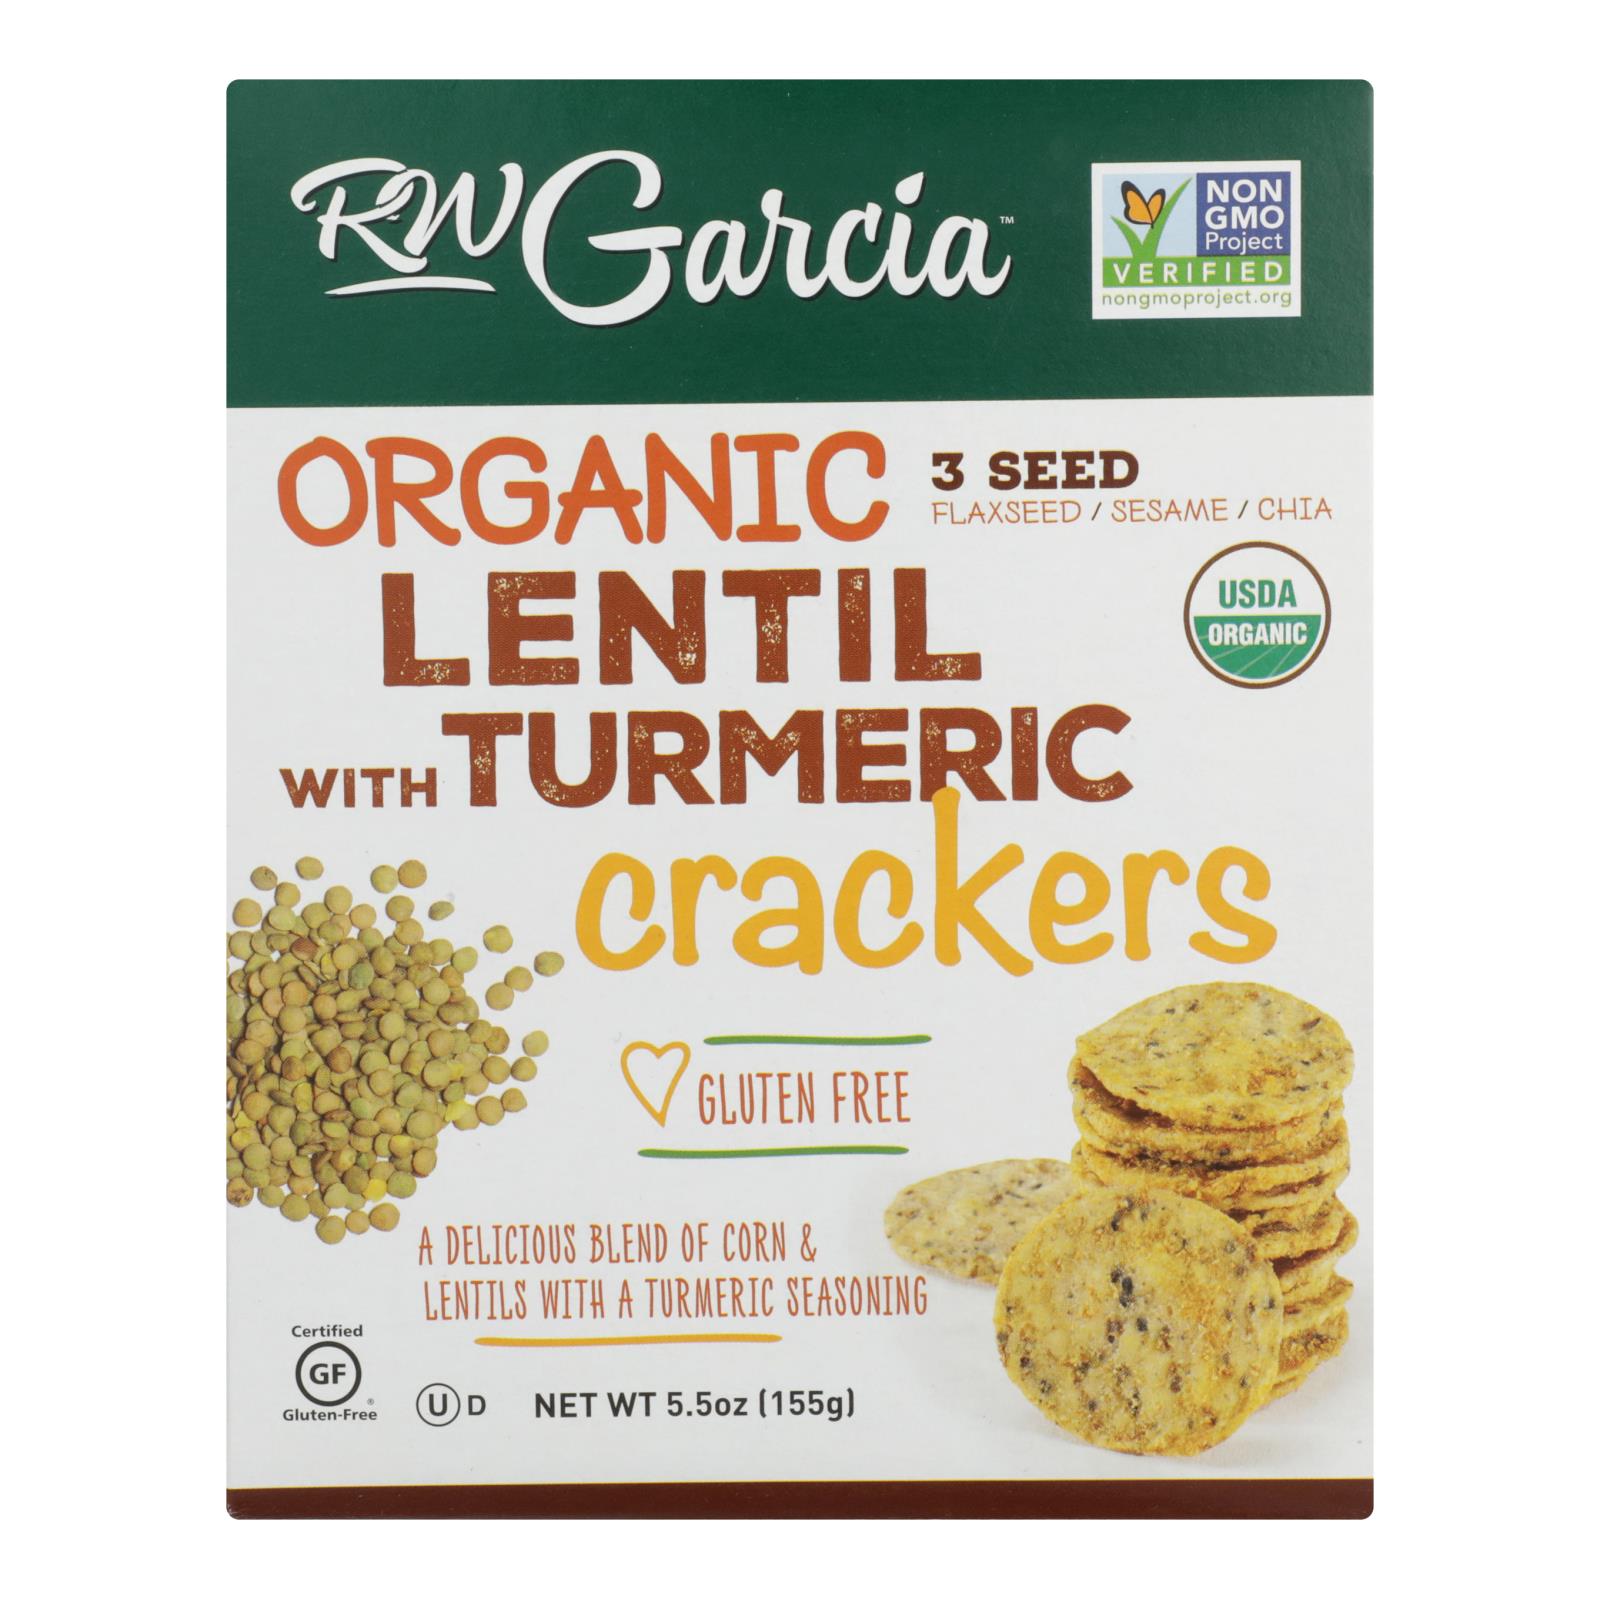 RW Garcia™
NON
GMO
Project
VERIFIED
nongmoproject.org
ORGANIC
3 SEED
FLAXSEED / SESAME / CHIA
LENTIL
USDA
ORGANIC
WITH TURMERIC
crackers
GLUTEN FREE
A DELICIOUS BLEND OF CORN &
LENTILS WITH A TURMERIC SEASONING
Certified
GF
®
Gluten-Free
U D
NET WT 5.5oz (155g)